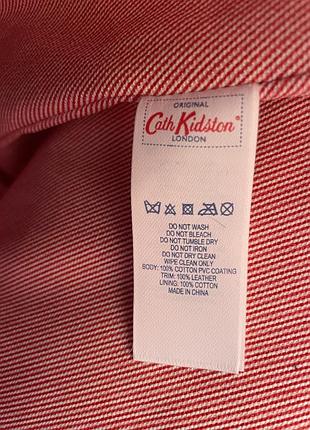 ORIGINAL
Cath Kidston
LONDON
DO NOT WASH
DO NOT BLEACH
DO NOT TUMBLE DRY
DO NOT IRON
DO NOT DRY CLEAN
WIPE CLEAN ONLY
BODY: 100% COTTON PVC COATING
TRIM: 100% LEATHER
LINING: 100% COTTON
MADE IN CHINA